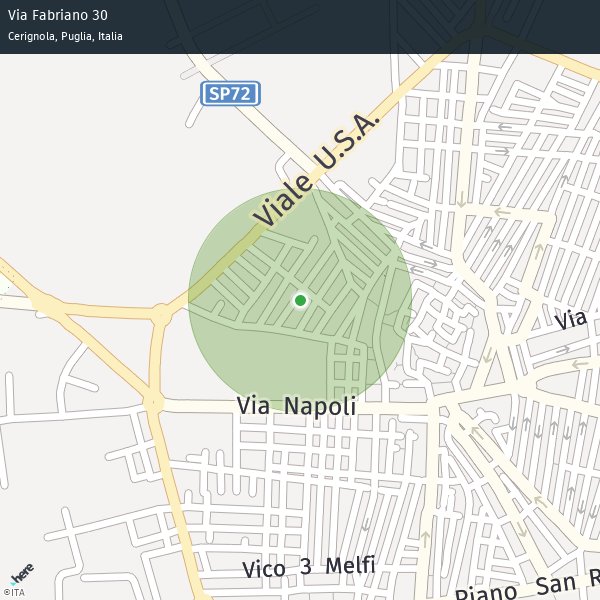 Via Fabriano 30
Cerignola, Puglia, Italia
SP72
Viale U.S.A.
Via
Via Napoli
Vico 3 Melfi
Piano San R
here
©ITA